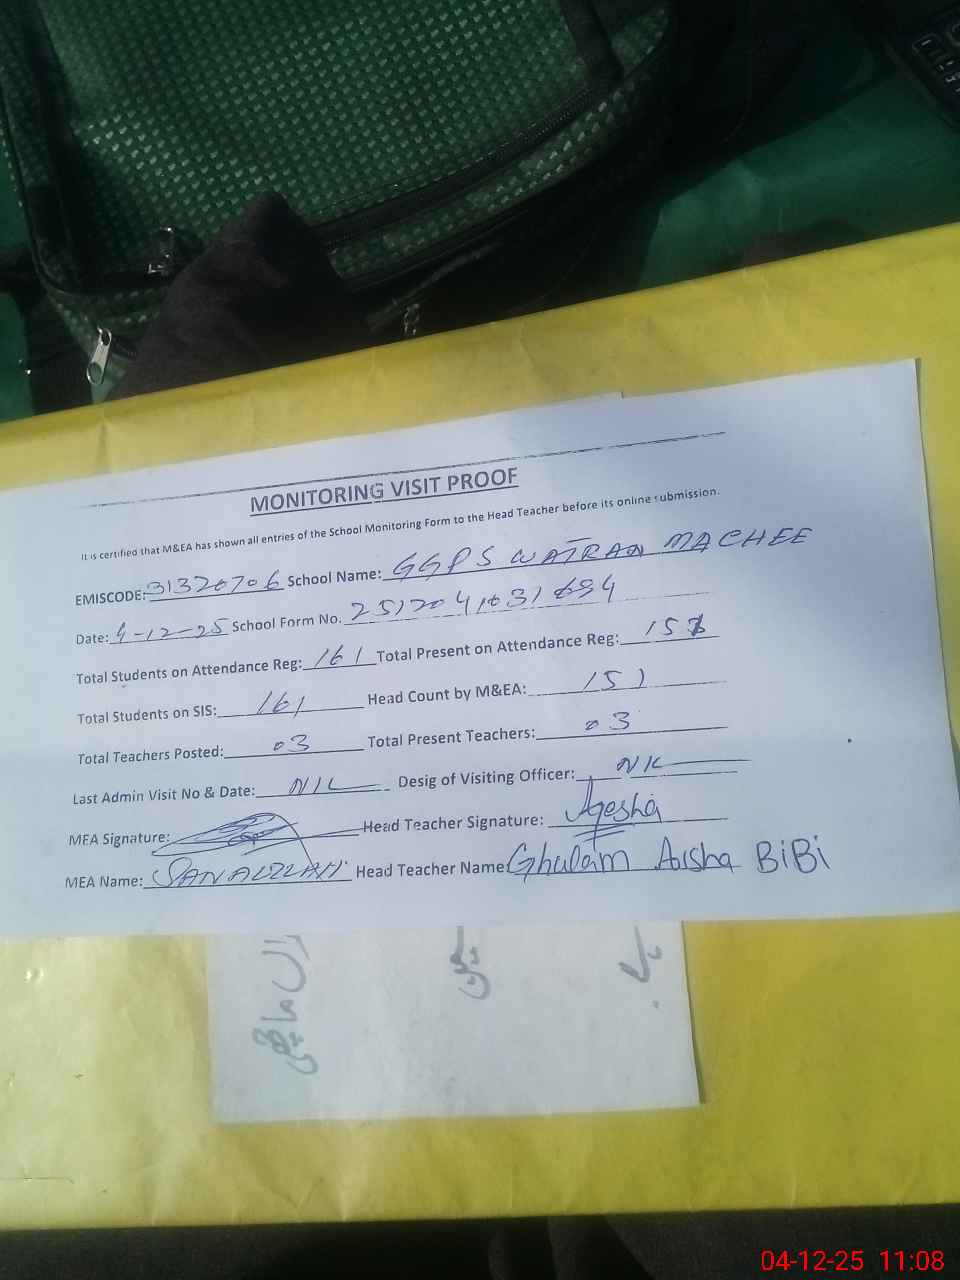 MONITORING VISIT PROOF
It is certified that M&EA has shown all entries of the School Monitoring Form to the Head Teacher before its online submission.
EMISCODE: 31320706 School Name: GGPS WATRAN MACHEE
Date: 4-12-25 School Form No.
Total Students on Attendance Reg: 161 Total Present on Attendance Reg:
Total Students on SIS: 161 Head Count by M&EA: 151
Total Teachers Posted: 03 Total Present Teachers: 03
Last Admin Visit No & Date: NIL Desig of Visiting Officer: NIL
MEA Signature: Head Teacher Signature: Ayesha
MEA Name: SANAULLAH Head Teacher Name: Ghulam Aisha BiBi
04-12-25 11:08